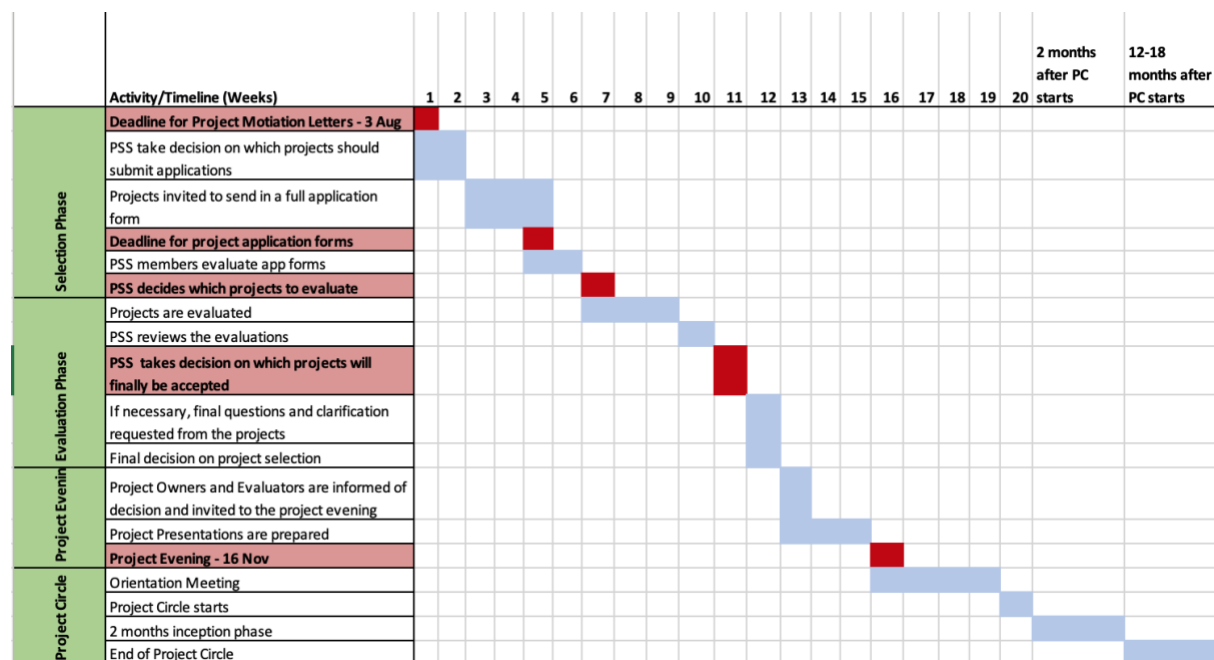 2 months
after PC
starts
12-18
months after
PC starts
Activity/Timeline (Weeks) 1 2 3 4 5 6 7 8 9 10 11 12 13 14 15 16 17 18 19 20
Selection Phase
Deadline for Project Motiation Letters - 3 Aug
PSS take decision on which projects should
submit applications
Projects invited to send in a full application
form
Deadline for project application forms
PSS members evaluate app forms
PSS decides which projects to evaluate
Evaluation Phase
Projects are evaluated
PSS reviews the evaluations
PSS takes decision on which projects will
finally be accepted
If necessary, final questions and clarification
requested from the projects
Final decision on project selection
Project Evenin
Project Owners and Evaluators are informed of
decision and invited to the project evening
Project Presentations are prepared
Project Evening - 16 Nov
Project Circle
Orientation Meeting
Project Circle starts
2 months inception phase
End of Project Circle